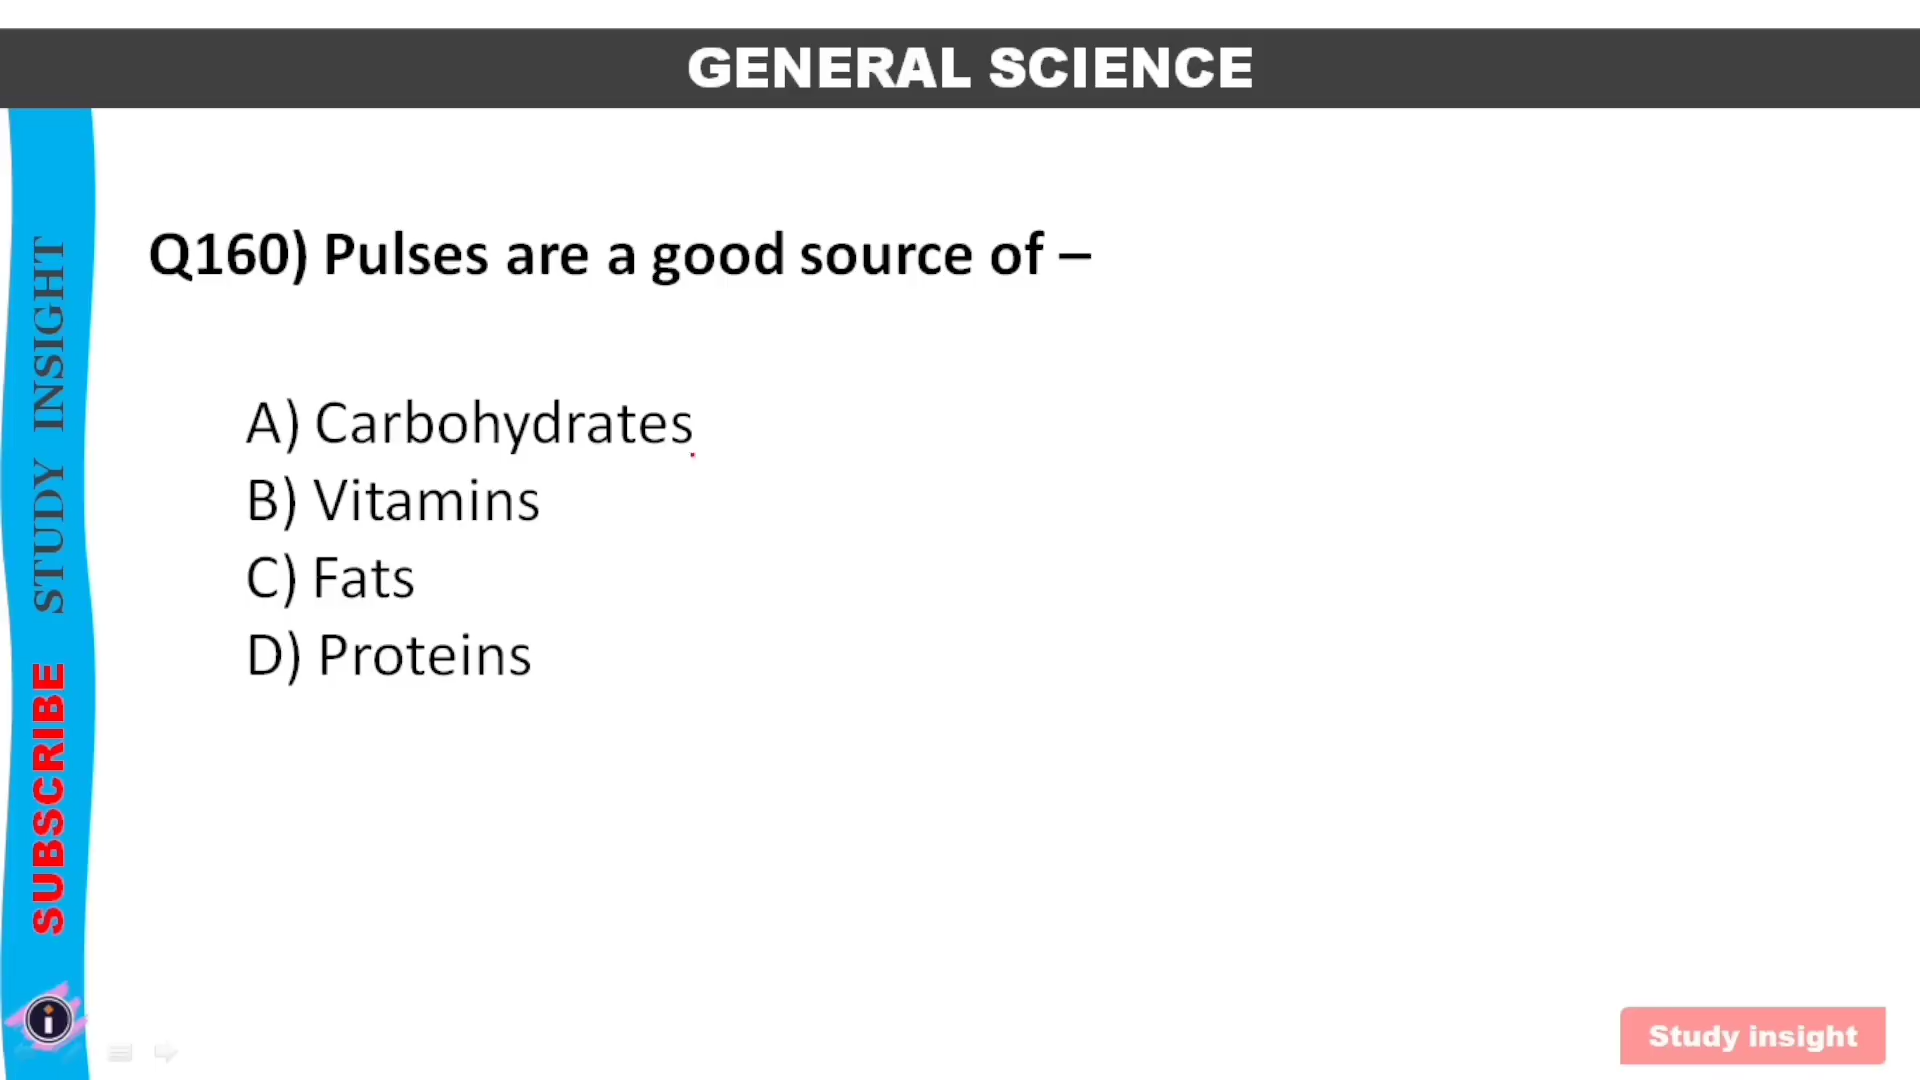 GENERAL SCIENCE
Q160) Pulses are a good source of –
A) Carbohydrates
B) Vitamins
C) Fats
D) Proteins
SUBSCRIBE STUDY INSIGHT
i
Study insight